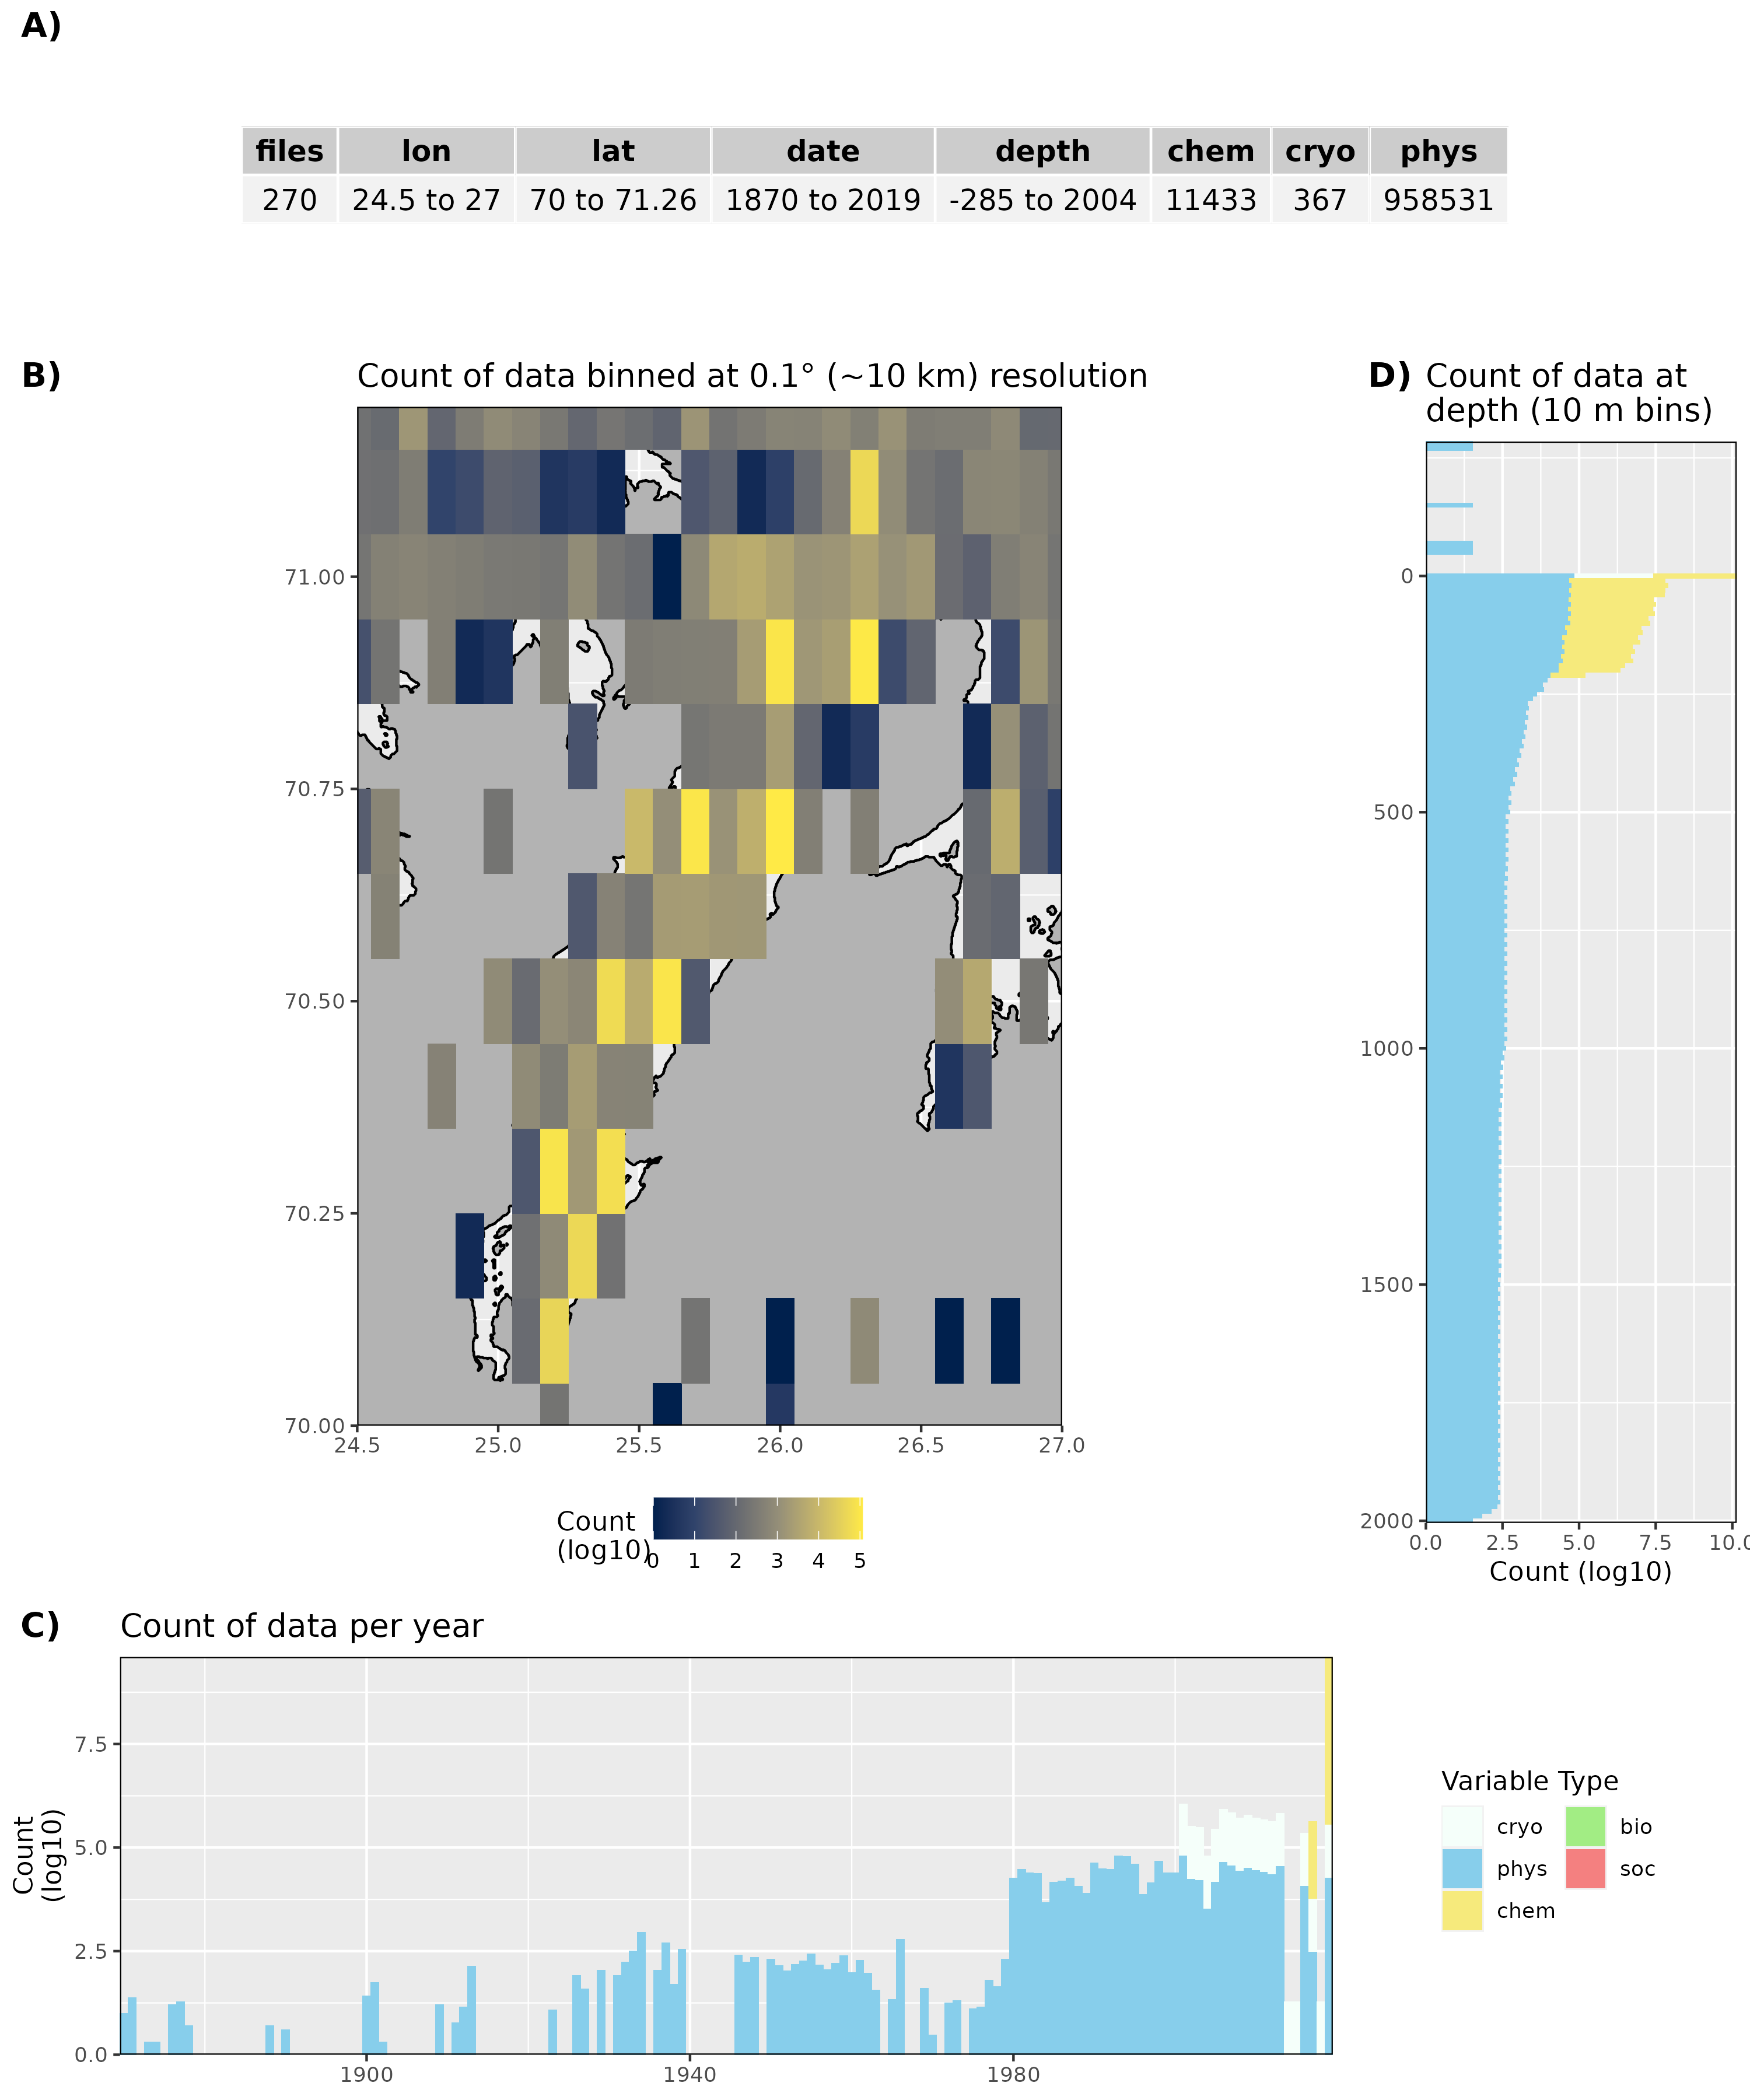 A)
files lon lat date depth chem cryo phys
270 24.5 to 27 70 to 71.26 1870 to 2019 -285 to 2004 11433 367 958531
B)
Count of data binned at 0.1° (~10 km) resolution
71.00
70.75
70.50
70.25
70.00
24.5 25.0 25.5 26.0 26.5 27.0
Count
(log10)
0 1 2 3 4 5
D)
Count of data at
depth (10 m bins)
0
500
1000
1500
2000
0.0 2.5 5.0 7.5 10.0
Count (log10)
C)
Count of data per year
Count
(log10)
7.5
5.0
2.5
0.0
1900 1940 1980
Variable Type
cryo bio
phys soc
chem